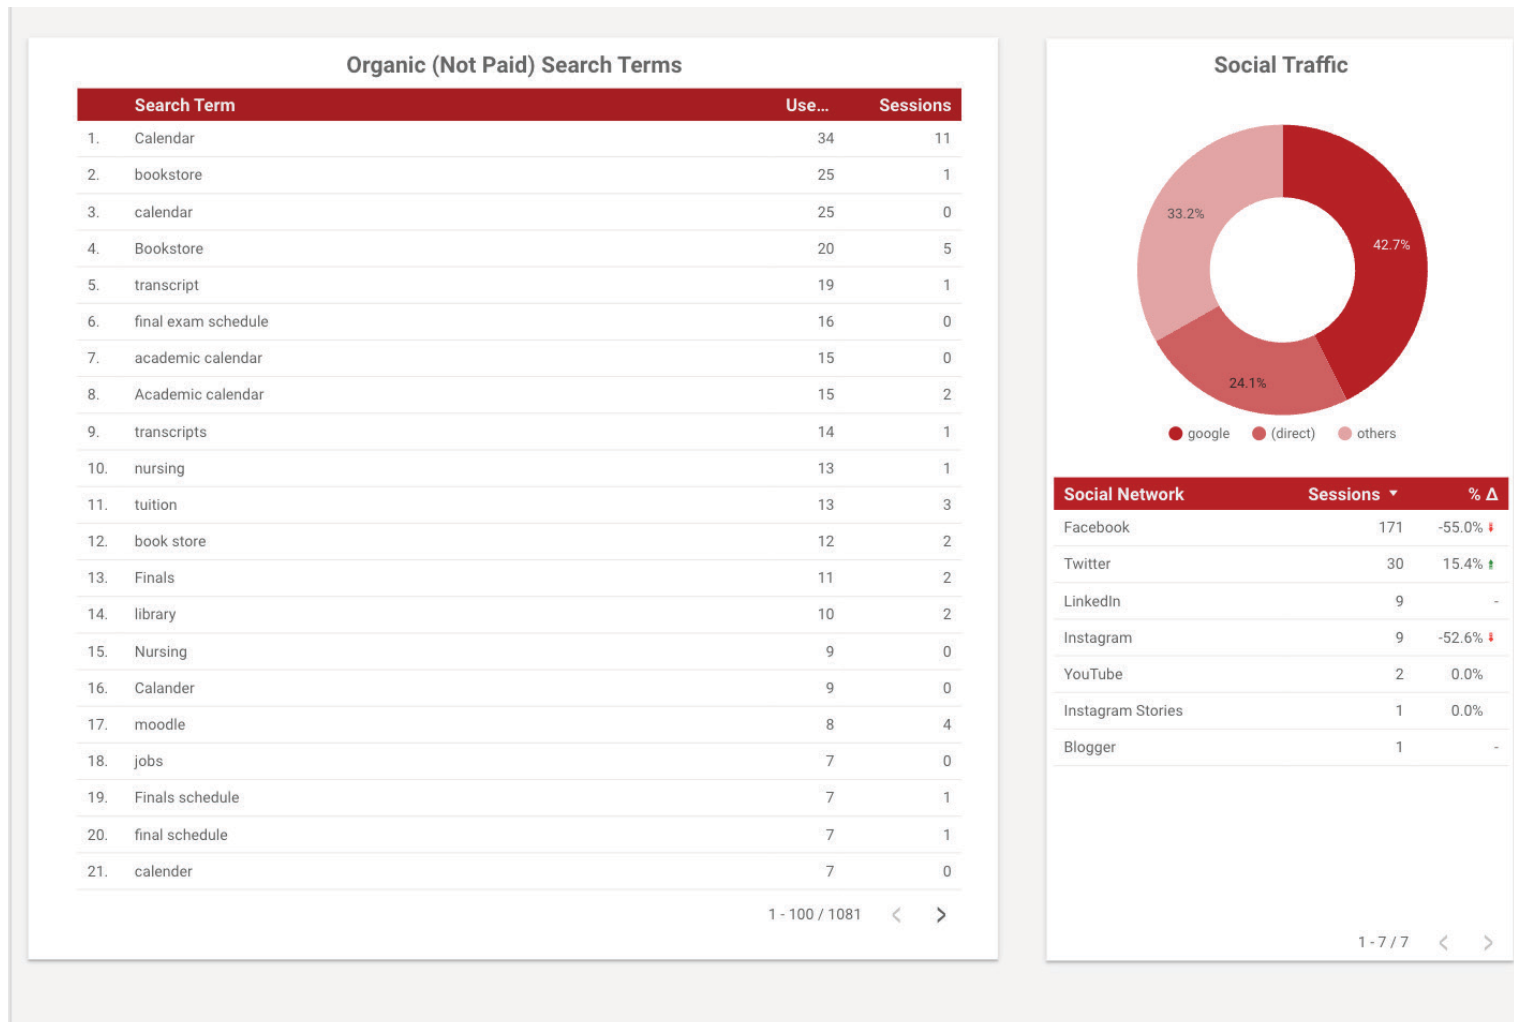 Organic (Not Paid) Search Terms
Search Term Use... Sessions
1. Calendar 34 11
2. bookstore 25 1
3. calendar 25 0
4. Bookstore 20 5
5. transcript 19 1
6. final exam schedule 16 0
7. academic calendar 15 0
8. Academic calendar 15 2
9. transcripts 14 1
10. nursing 13 1
11. tuition 13 3
12. book store 12 2
13. Finals 11 2
14. library 10 2
15. Nursing 9 0
16. Calander 9 0
17. moodle 8 4
18. jobs 7 0
19. Finals schedule 7 1
20. final schedule 7 1
21. calender 7 0
1 - 100 / 1081 < >
Social Traffic
33.2%
42.7%
24.1%
google (direct) others
Social Network Sessions ▼ % Δ
Facebook 171 -55.0%
Twitter 30 15.4%
LinkedIn 9 -
Instagram 9 -52.6%
YouTube 2 0.0%
Instagram Stories 1 0.0%
Blogger 1 -
1 - 7 / 7 < >